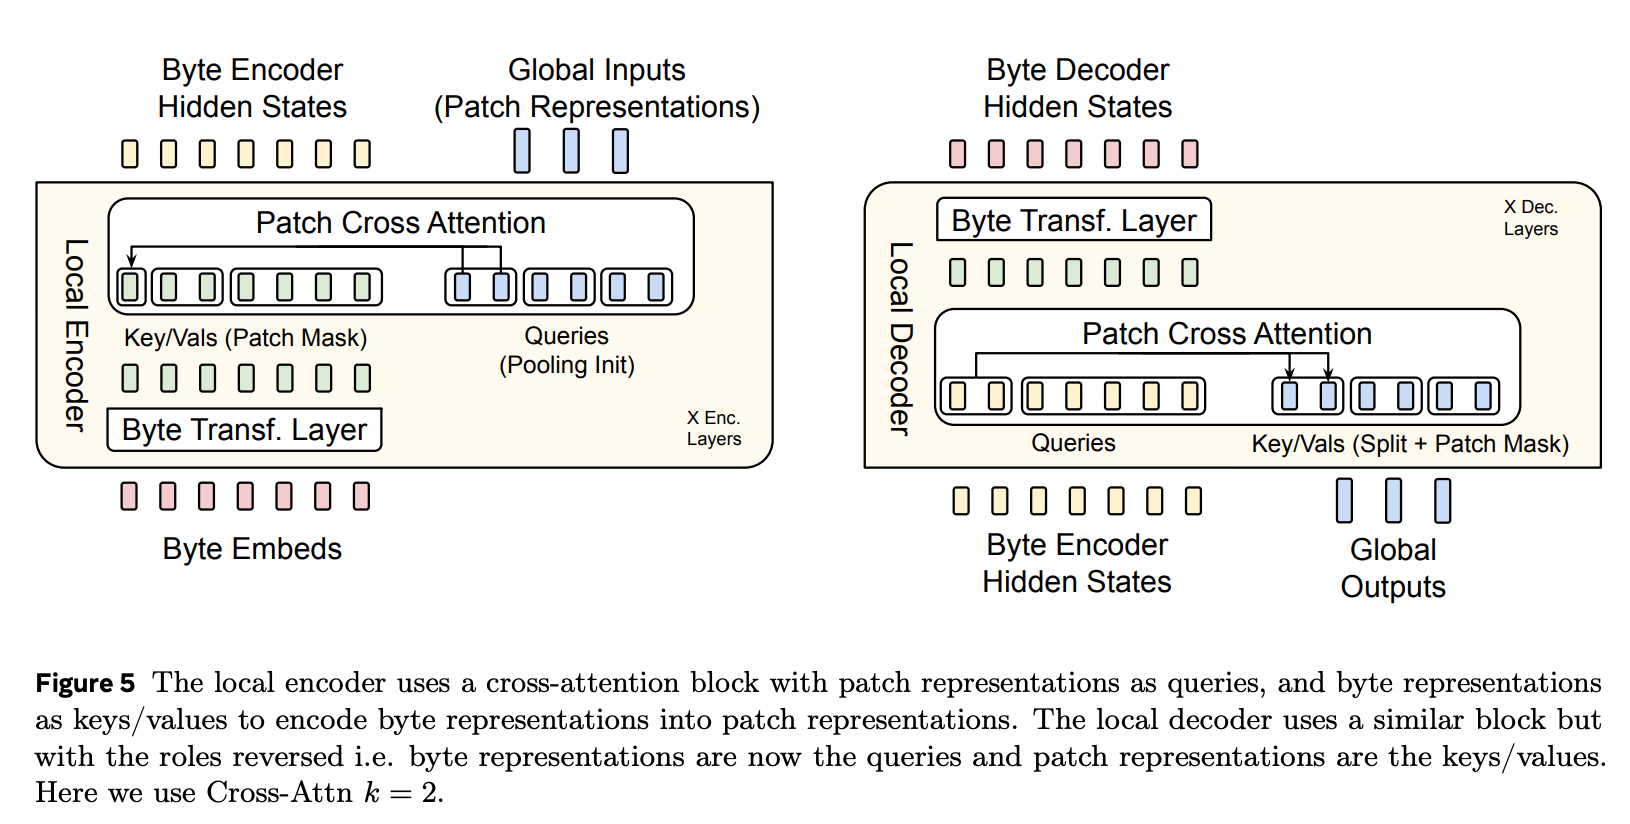 Byte Encoder
Hidden States
Global Inputs
(Patch Representations)
Local Encoder
Patch Cross Attention
Key/Vals (Patch Mask)
Queries
(Pooling Init)
Byte Transf. Layer
X Enc.
Layers
Byte Embeds
Byte Decoder
Hidden States
Local Decoder
Byte Transf. Layer
X Dec.
Layers
Patch Cross Attention
Queries
Key/Vals (Split + Patch Mask)
Byte Encoder
Hidden States
Global
Outputs
Figure 5 The local encoder uses a cross-attention block with patch representations as queries, and byte representations
as keys/values to encode byte representations into patch representations. The local decoder uses a similar block but
with the roles reversed i.e. byte representations are now the queries and patch representations are the keys/values.
Here we use Cross-Attn k = 2.